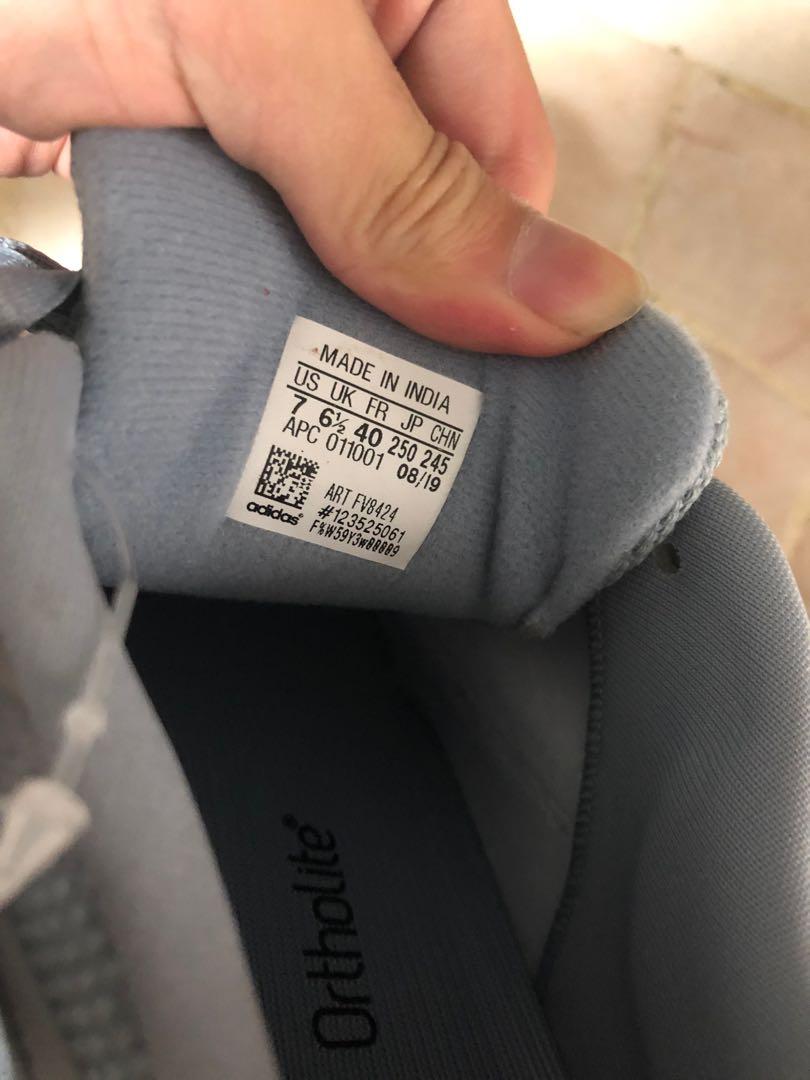 MADE IN INDIA
US UK FR JP CHN
7 6½ 40 250 245
APC 011001 08/19
adidas
ART FV8424
#123525061
Ortholite®